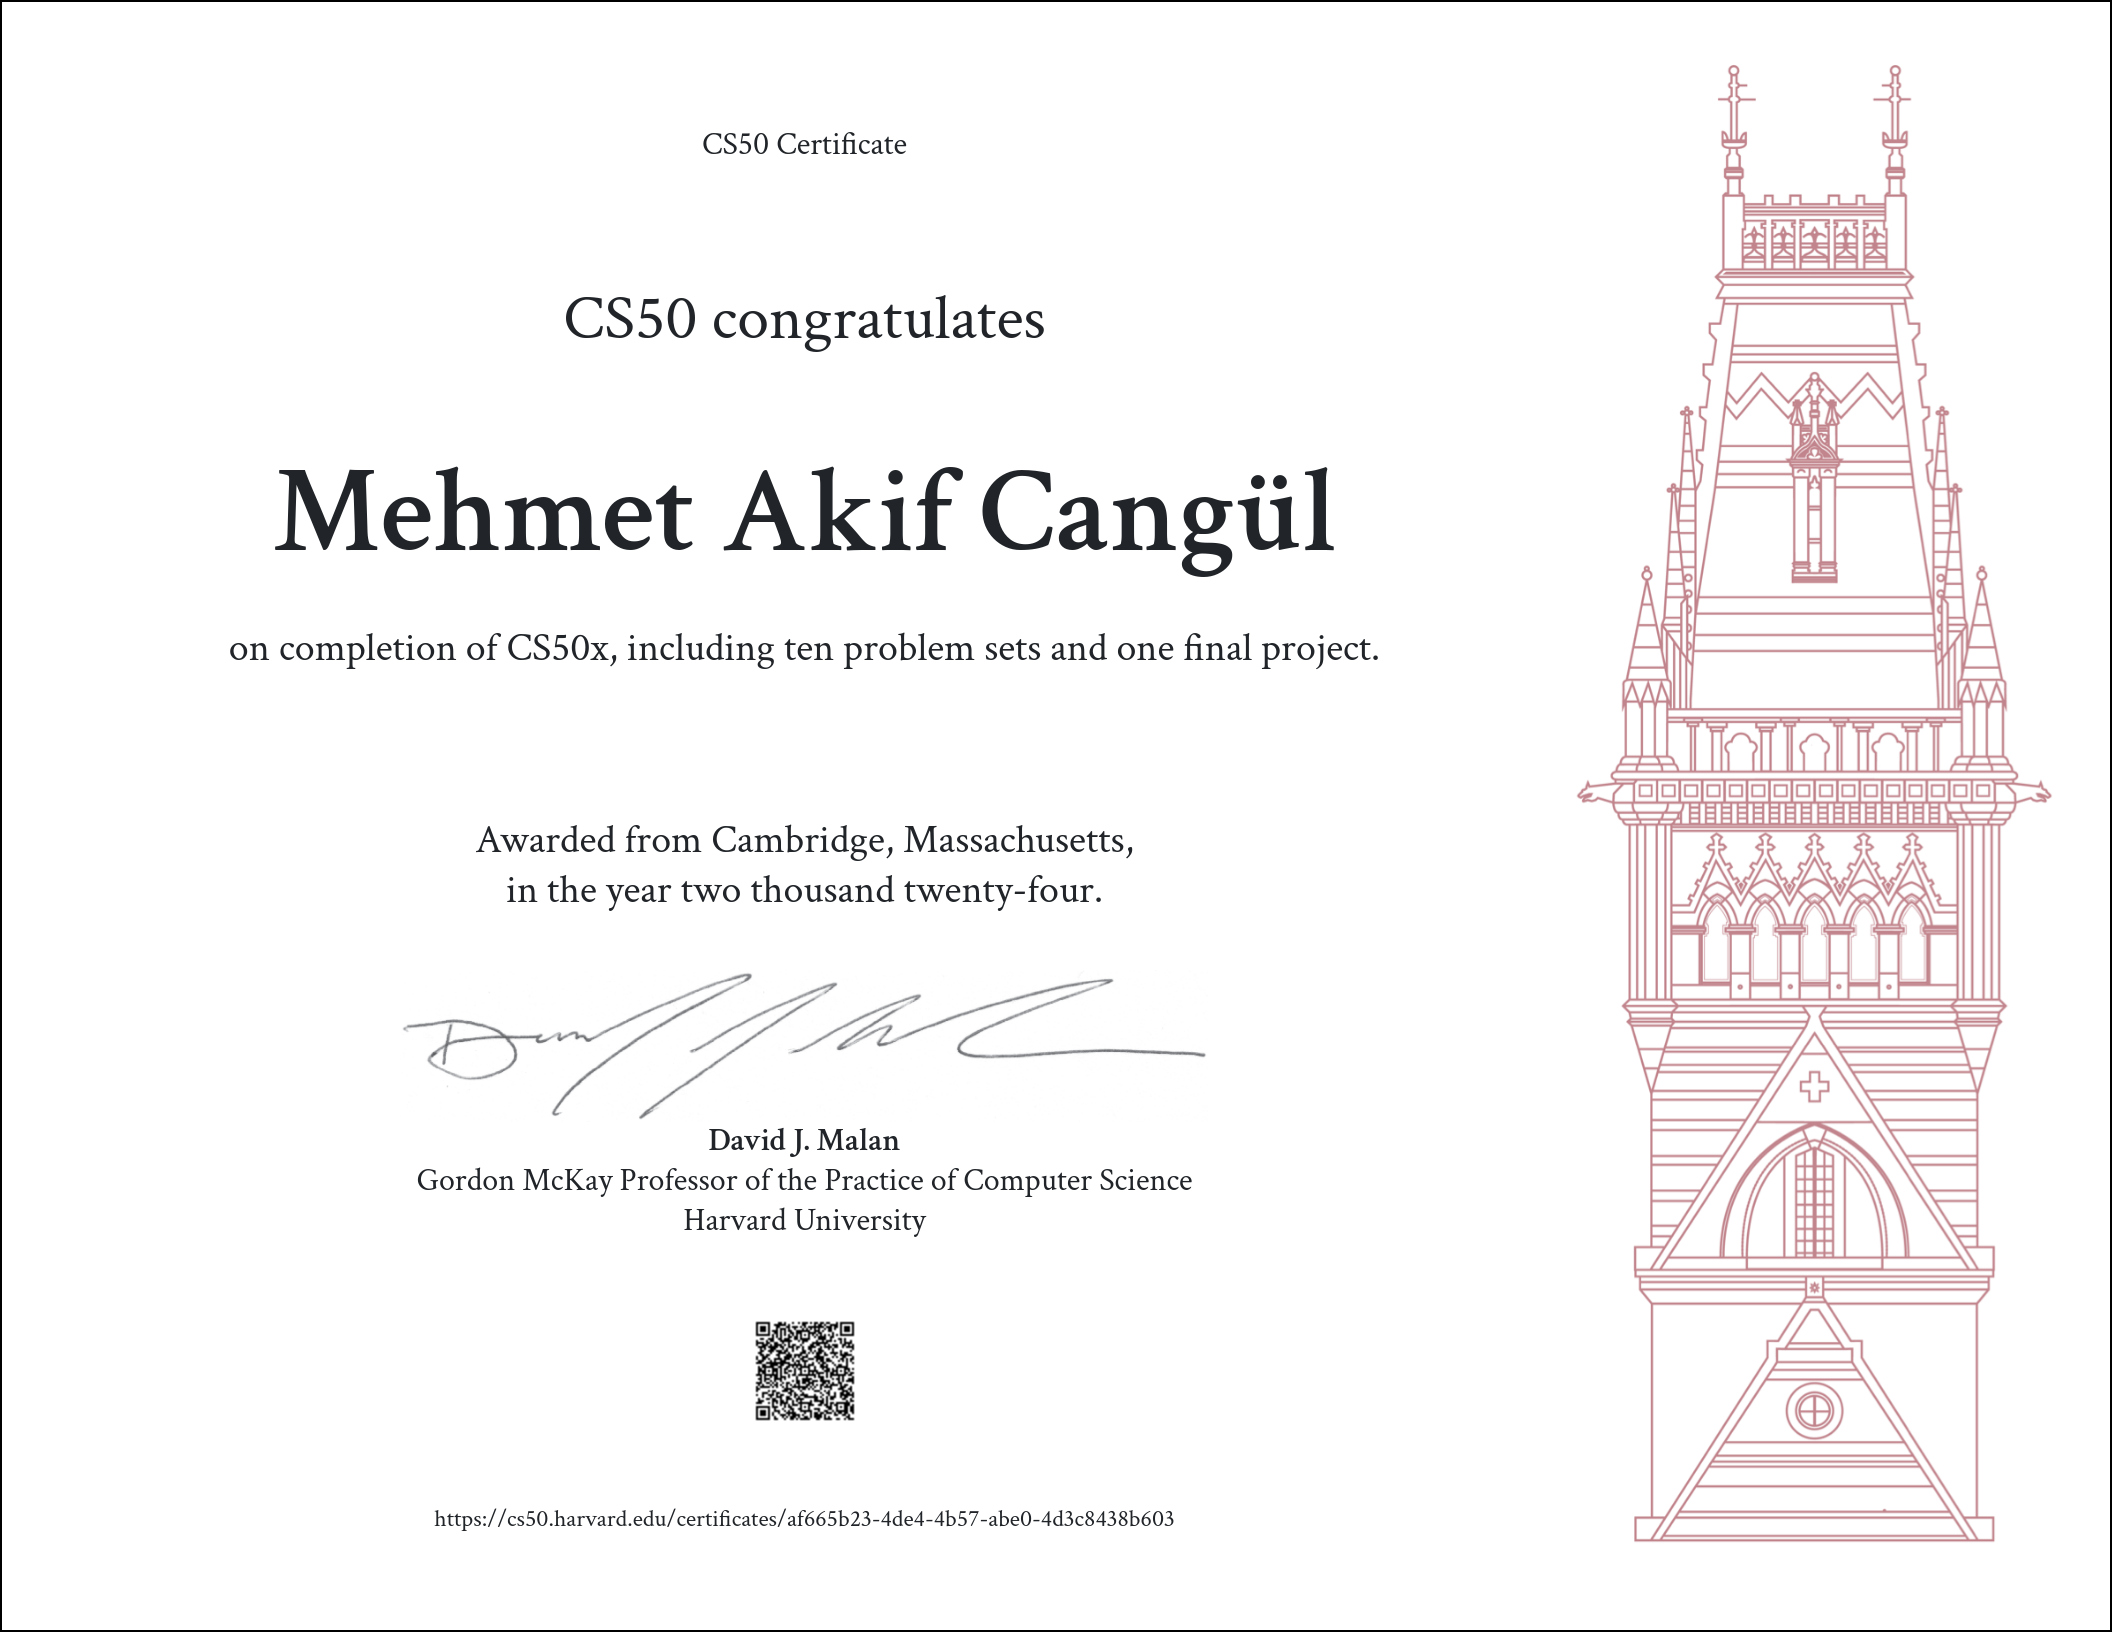 CS50 Certificate
CS50 congratulates
Mehmet Akif Cangül
on completion of CS50x, including ten problem sets and one final project.
Awarded from Cambridge, Massachusetts,
in the year two thousand twenty-four.
David J. Malan
Gordon McKay Professor of the Practice of Computer Science
Harvard University
https://cs50.harvard.edu/certificates/af665b23-4de4-4b57-abe0-4d3c8438b603